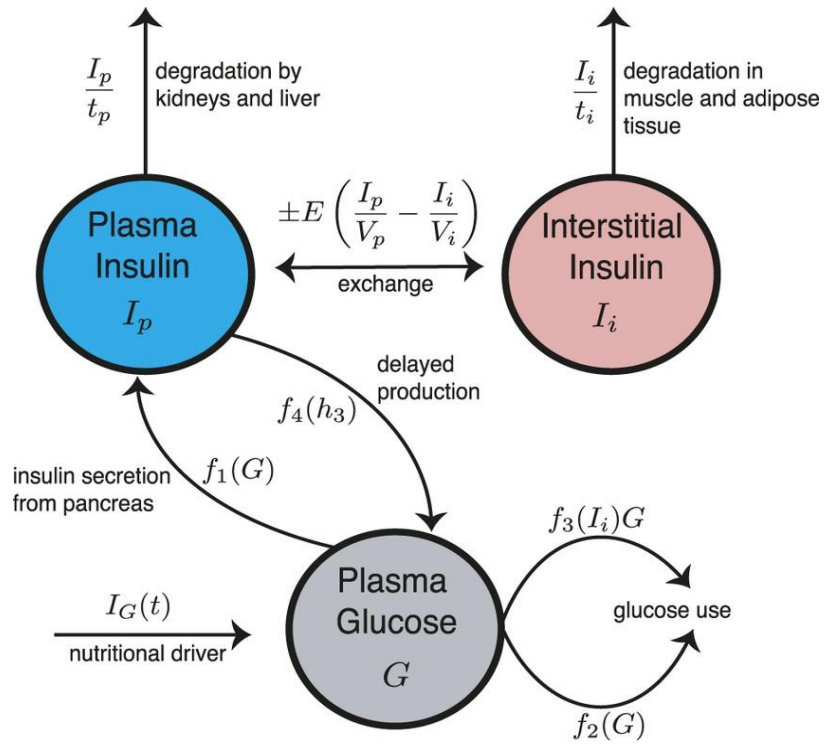 I_p/t_p
degradation by
kidneys and liver
I_i/t_i
degradation in
muscle and adipose
tissue
Plasma
Insulin
I_p
±E (I_p/V_p − I_i/V_i)
exchange
Interstitial
Insulin
I_i
delayed
production
f_4(h_3)
insulin secretion
from pancreas
f_1(G)
I_G(t)
nutritional driver
Plasma
Glucose
G
f_3(I_i)G
glucose use
f_2(G)